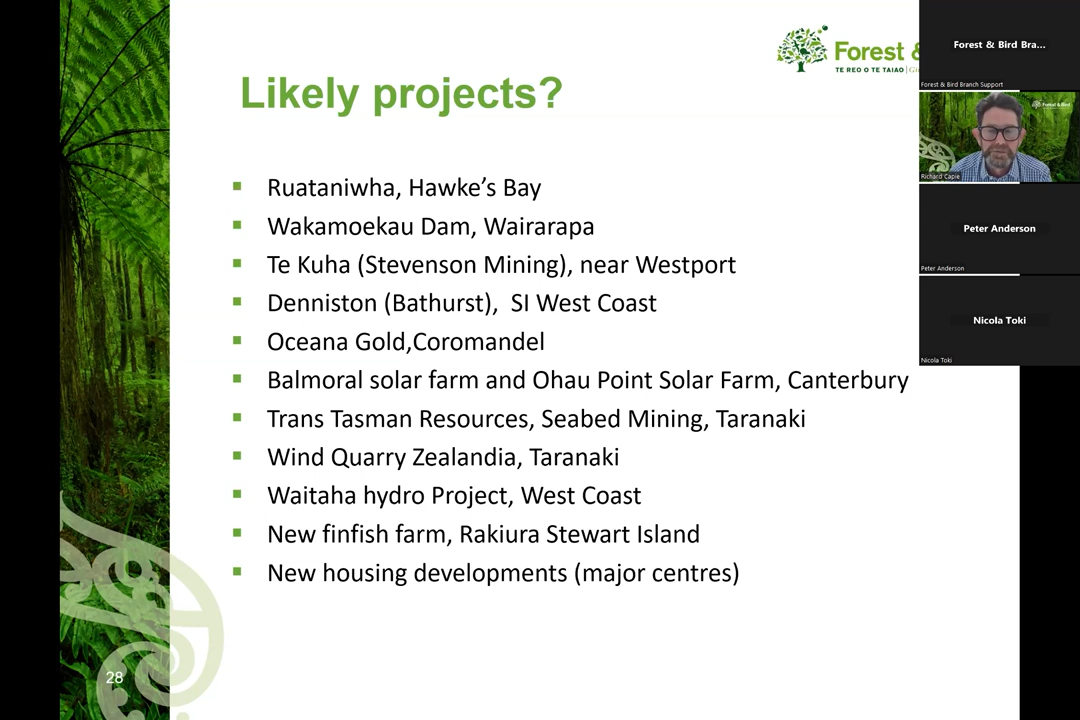 Forest &
TE REO O TE TAIAO | Gi
Likely projects?
Ruataniwha, Hawke’s Bay
Wakamoekau Dam, Wairarapa
Te Kuha (Stevenson Mining), near Westport
Denniston (Bathurst),  SI West Coast
Oceana Gold,Coromandel
Balmoral solar farm and Ohau Point Solar Farm, Canterbury
Trans Tasman Resources, Seabed Mining, Taranaki
Wind Quarry Zealandia, Taranaki
Waitaha hydro Project, West Coast
New finfish farm, Rakiura Stewart Island
New housing developments (major centres)
28
Forest & Bird Bra...
Forest & Bird Branch Support
Forest & Bird
Richard Capie
Peter Anderson
Peter Anderson
Nicola Toki
Nicola Toki